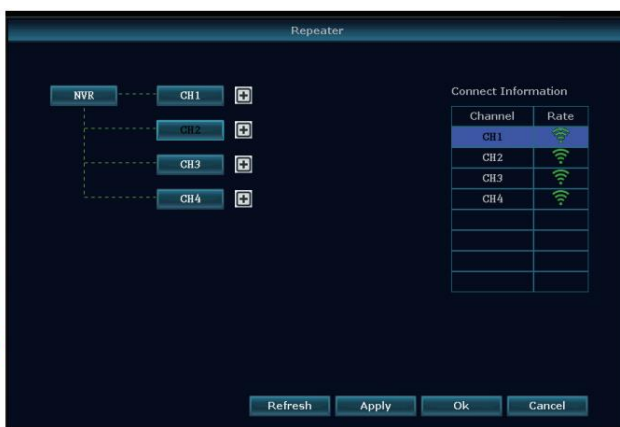 Repeater
NVR CH1
CH2
CH3
CH4
Connect Information
Channel Rate
CH1
CH2
CH3
CH4
Refresh Apply Ok Cancel